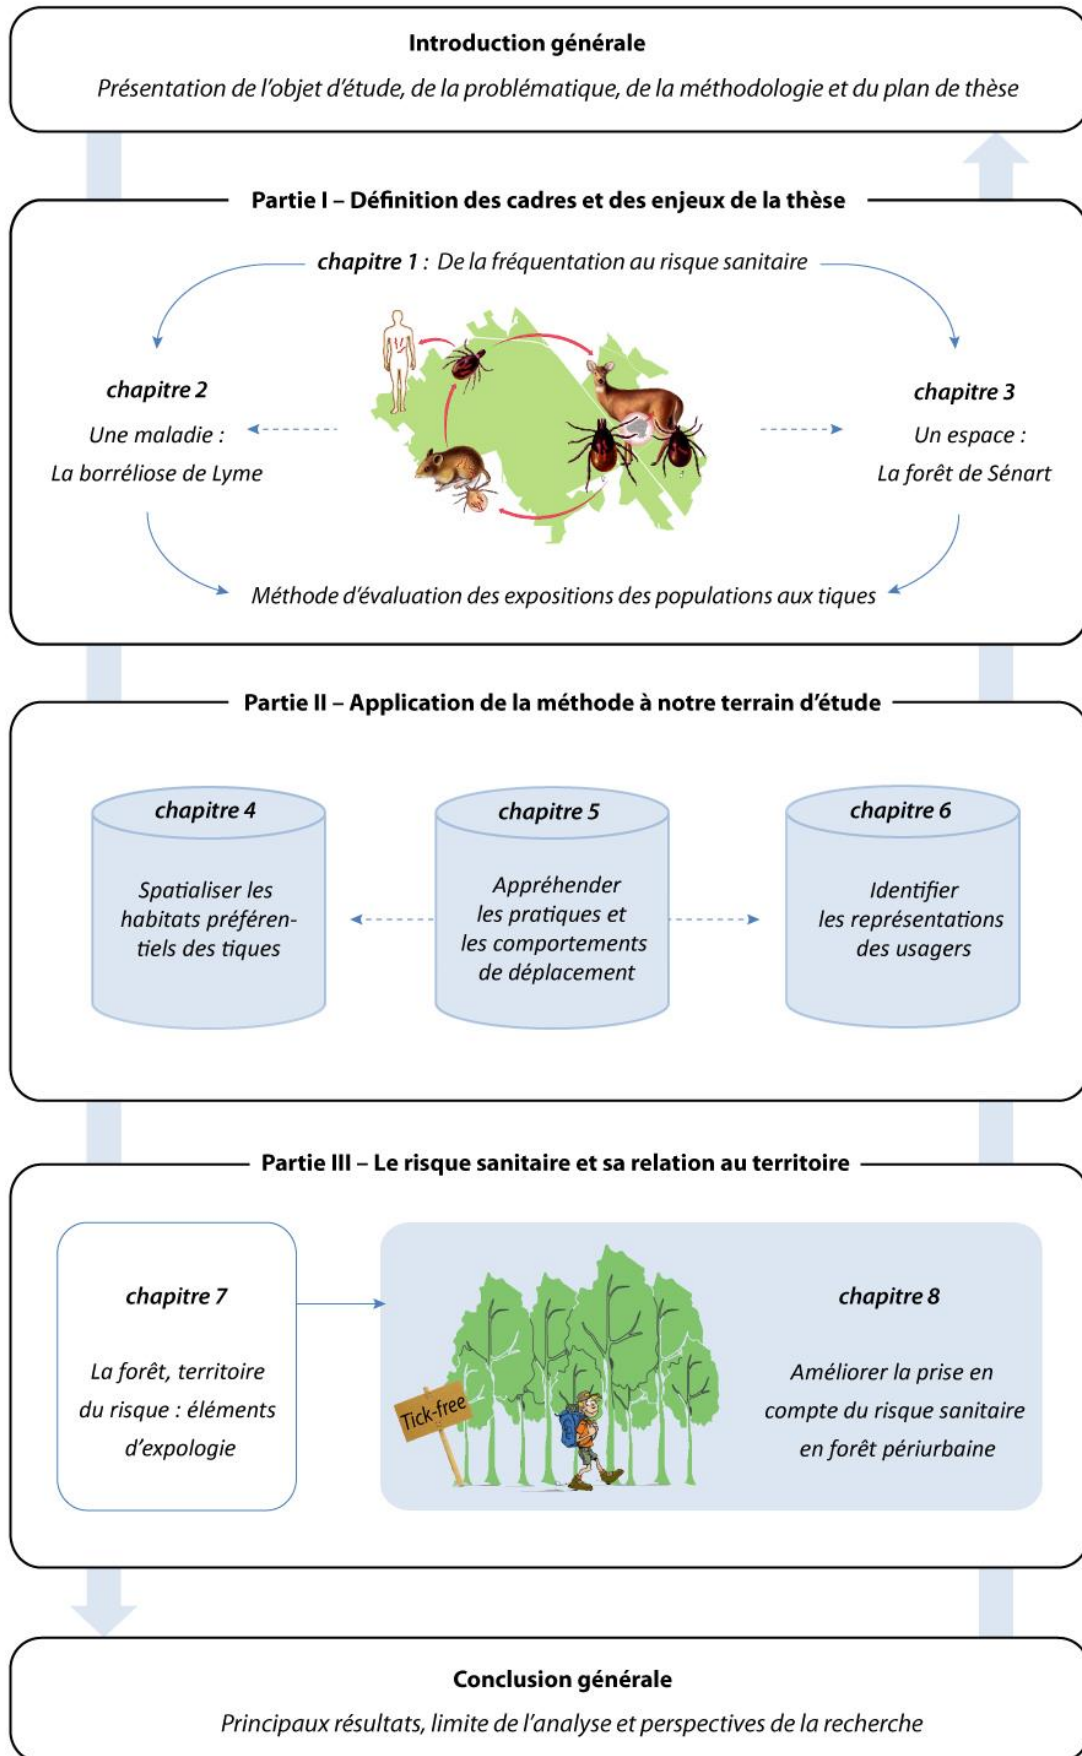 Introduction générale
Présentation de l'objet d'étude, de la problématique, de la méthodologie et du plan de thèse
Partie I – Définition des cadres et des enjeux de la thèse
chapitre 1 : De la fréquentation au risque sanitaire
chapitre 2
Une maladie :
La borréliose de Lyme
chapitre 3
Un espace :
La forêt de Sénart
Méthode d'évaluation des expositions des populations aux tiques
Partie II – Application de la méthode à notre terrain d'étude
chapitre 4
Spatialiser les
habitats préféren-
tiels des tiques
chapitre 5
Appréhender
les pratiques et
les comportements
de déplacement
chapitre 6
Identifier
les représentations
des usagers
Partie III – Le risque sanitaire et sa relation au territoire
chapitre 7
La forêt, territoire
du risque : éléments
d'expologie
Tick-free
chapitre 8
Améliorer la prise en
compte du risque sanitaire
en forêt périurbaine
Conclusion générale
Principaux résultats, limite de l'analyse et perspectives de la recherche